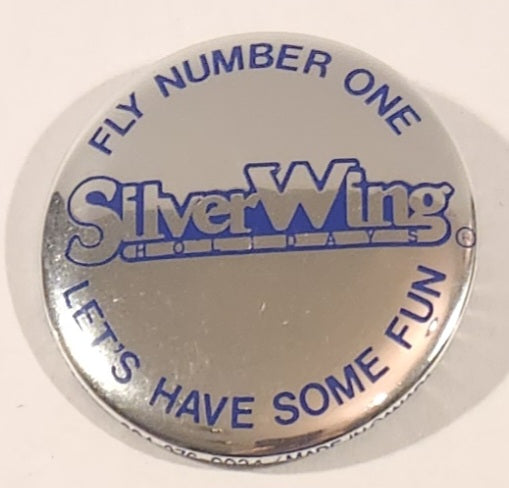 FLY NUMBER ONE
SilverWing
HOLIDAYS ®
LET'S HAVE SOME FUN